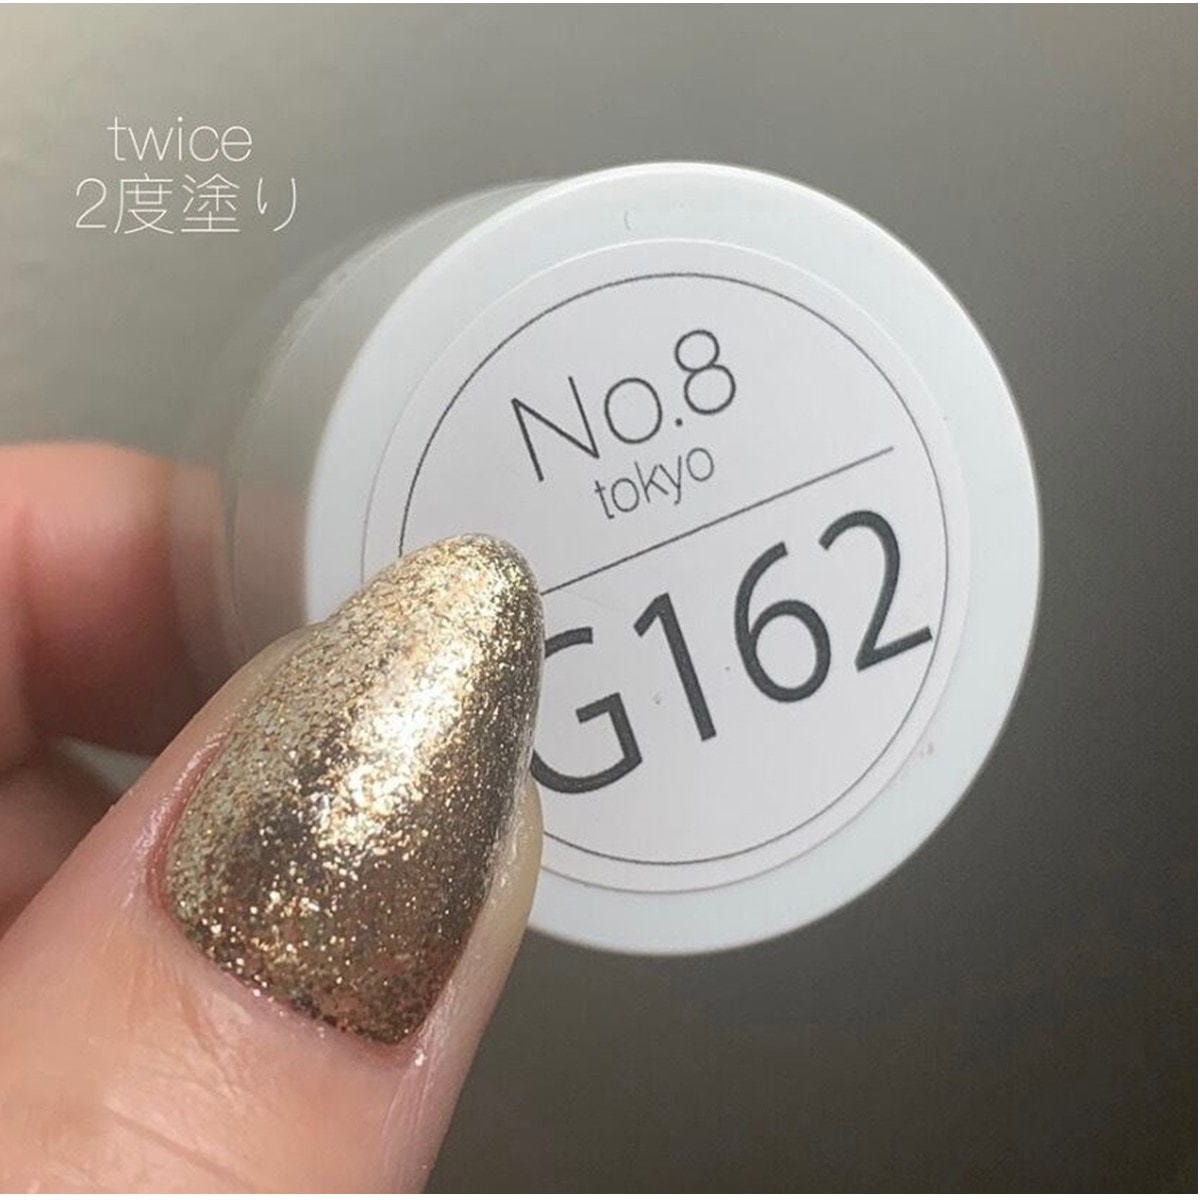 twice
2度塗り
No.8
tokyo
G162